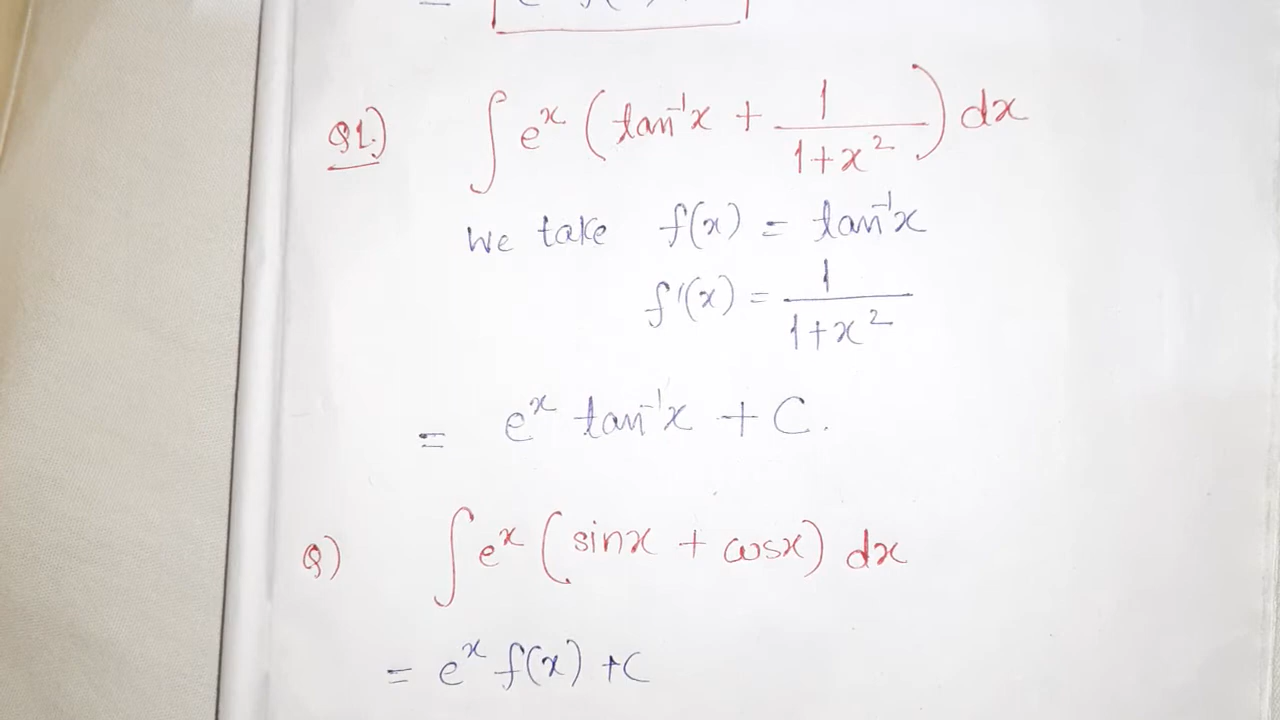 Q1.) ∫ eˣ (tan⁻¹x + 1/(1+x²)) dx
We take f(x) = tan⁻¹x
f'(x) = 1/(1+x²)
= eˣ tan⁻¹x + C.
Q) ∫ eˣ (sinx + cosx) dx
= eˣ f(x) + C